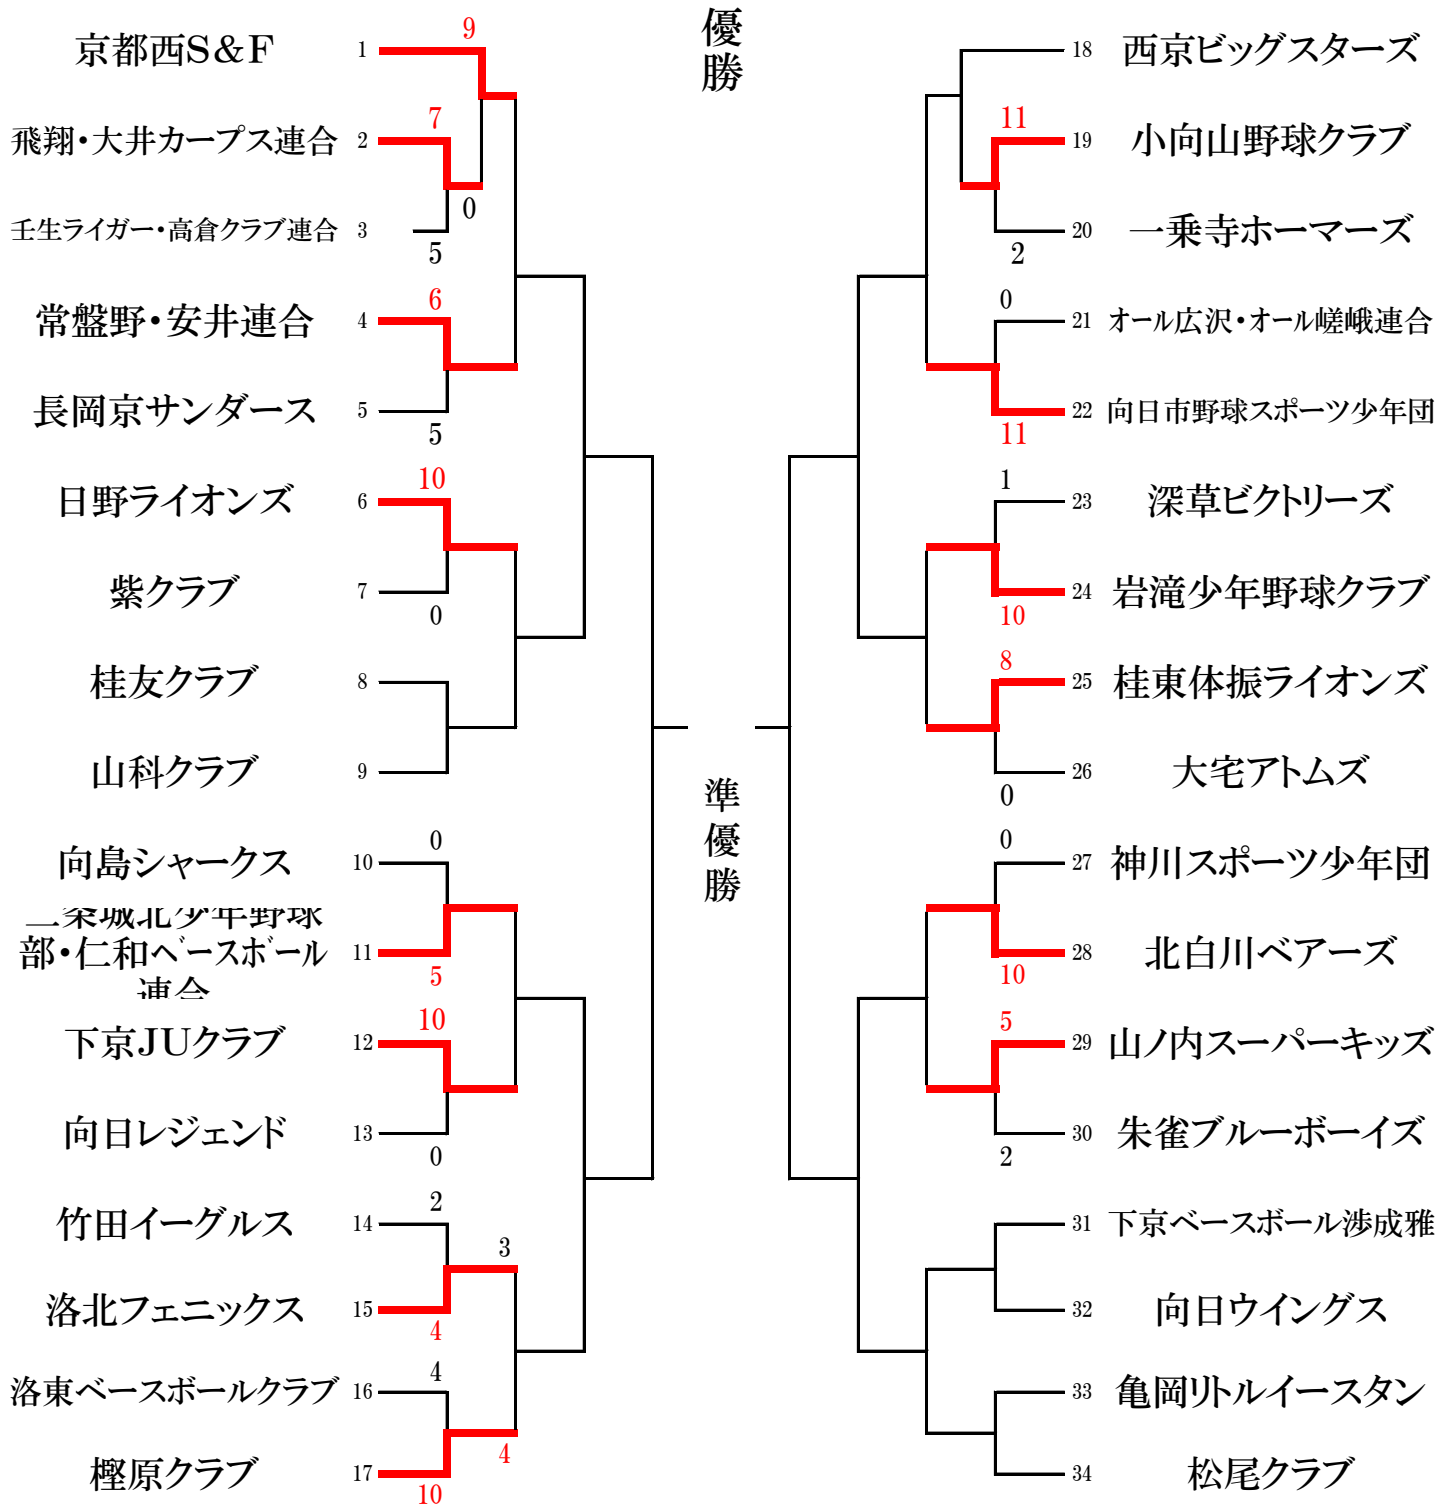 優勝
京都西S&F
1
9
飛翔・大井カープス連合
2
7
0
壬生ライガー・高倉クラブ連合
3
5
常盤野・安井連合
4
6
長岡京サンダース
5
5
日野ライオンズ
6
10
紫クラブ
7
0
桂友クラブ
8
山科クラブ
9
向島シャークス
10
0
二条城北少年野球
部・仁和ベースボール
連合
11
5
下京JUクラブ
12
10
向日レジェンド
13
0
竹田イーグルス
14
2
3
洛北フェニックス
15
4
洛東ベースボールクラブ
16
4
4
樫原クラブ
17
10
準優勝
18
西京ビッグスターズ
11
19
小向山野球クラブ
20
一乗寺ホーマーズ
2
0
21
オール広沢・オール嵯峨連合
22
向日市野球スポーツ少年団
11
1
23
深草ビクトリーズ
24
岩滝少年野球クラブ
10
8
25
桂東体振ライオンズ
26
大宅アトムズ
0
0
27
神川スポーツ少年団
28
北白川ベアーズ
10
5
29
山ノ内スーパーキッズ
30
朱雀ブルーボーイズ
2
31
下京ベースボール渉成雅
32
向日ウイングス
33
亀岡リトルイースタン
34
松尾クラブ